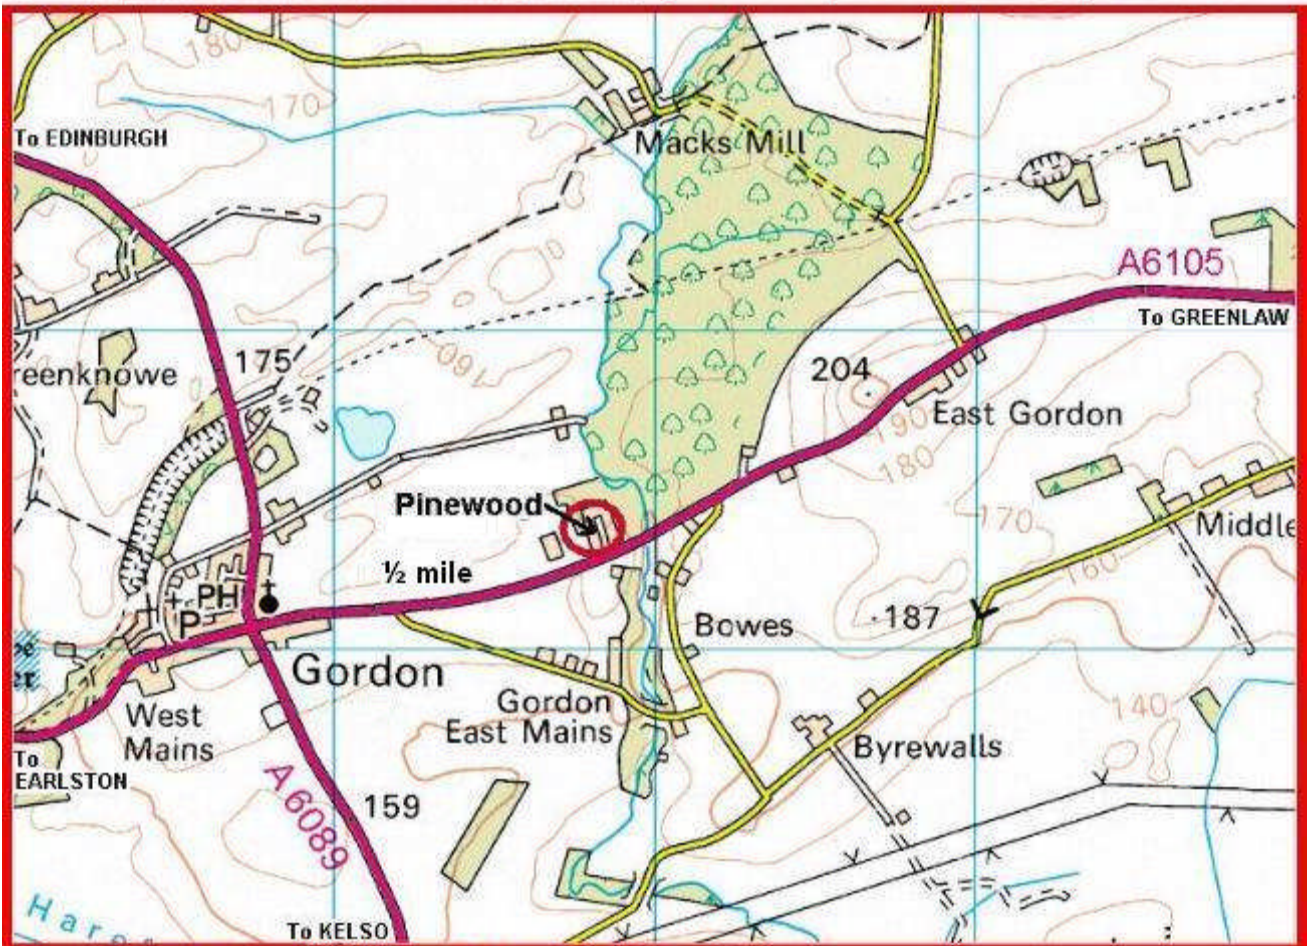 180
170
To EDINBURGH
Macks Mill
A6105
To GREENLAW
175
160
204
reenknowe
East Gordon
190
180
Pinewood
170
Middle
½ mile
160
PH
P
Bowes
187
Gordon
West
Mains
Gordon
East Mains
140
Byrewalls
To
EARLSTON
A6089
159
To KELSO